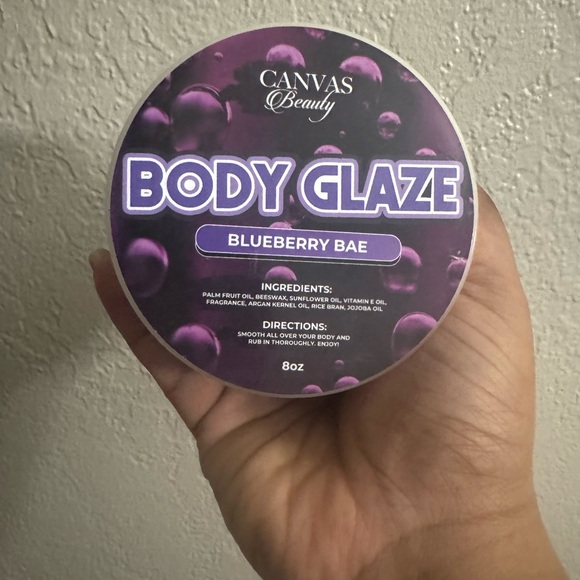 CANVAS
Beauty
BODY GLAZE
BLUEBERRY BAE
INGREDIENTS:
PALM FRUIT OIL, BEESWAX, SUNFLOWER OIL, VITAMIN E OIL,
FRAGRANCE, ARGAN KERNEL OIL, RICE BRAN, JOJOBA OIL
DIRECTIONS:
SMOOTH ALL OVER YOUR BODY AND
RUB IN THOROUGHLY. ENJOY!
8oz